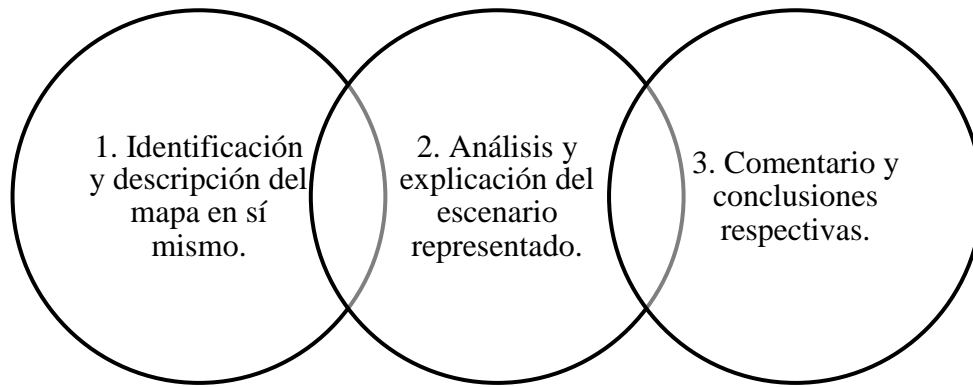 1. Identificación
y descripción del
mapa en sí
mismo.
2. Análisis y
explicación del
escenario
representado.
3. Comentario y
conclusiones
respectivas.